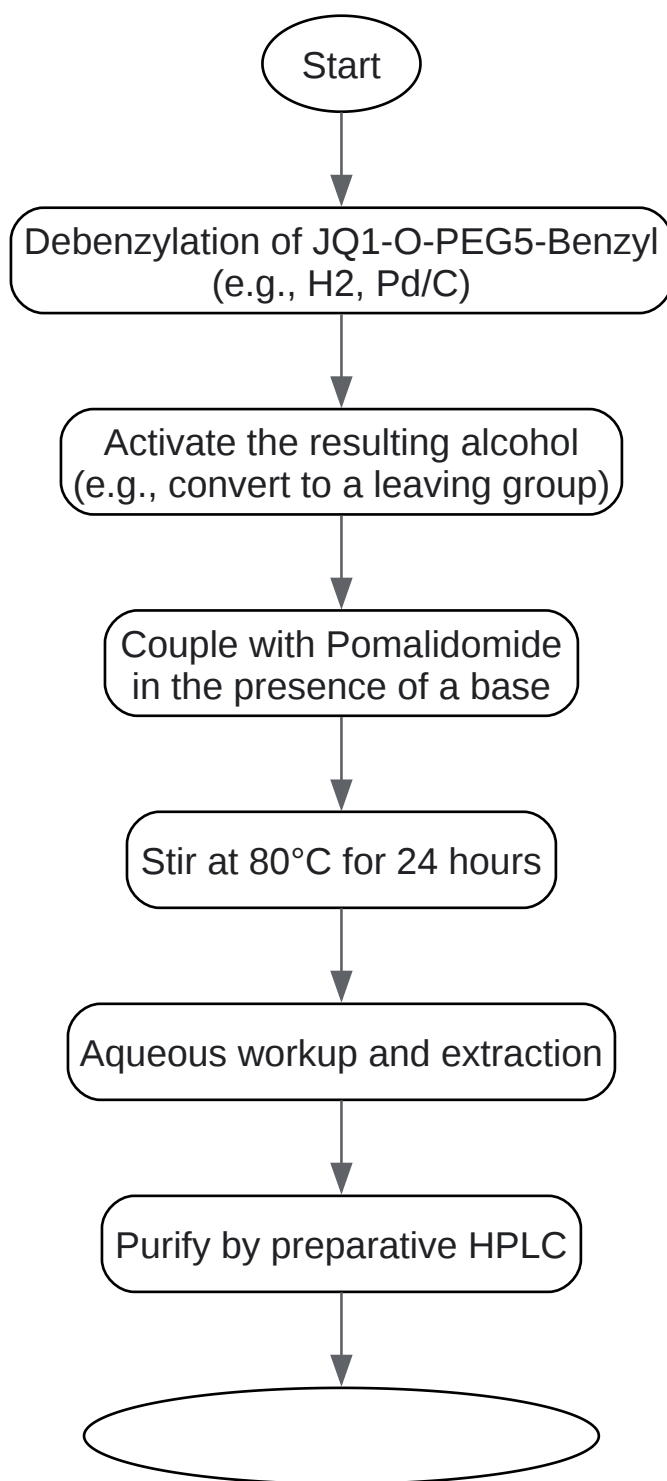 Start
Debenzylation of JQ1-O-PEG5-Benzyl
(e.g., H2, Pd/C)
Activate the resulting alcohol
(e.g., convert to a leaving group)
Couple with Pomalidomide
in the presence of a base
Stir at 80°C for 24 hours
Aqueous workup and extraction
Purify by preparative HPLC